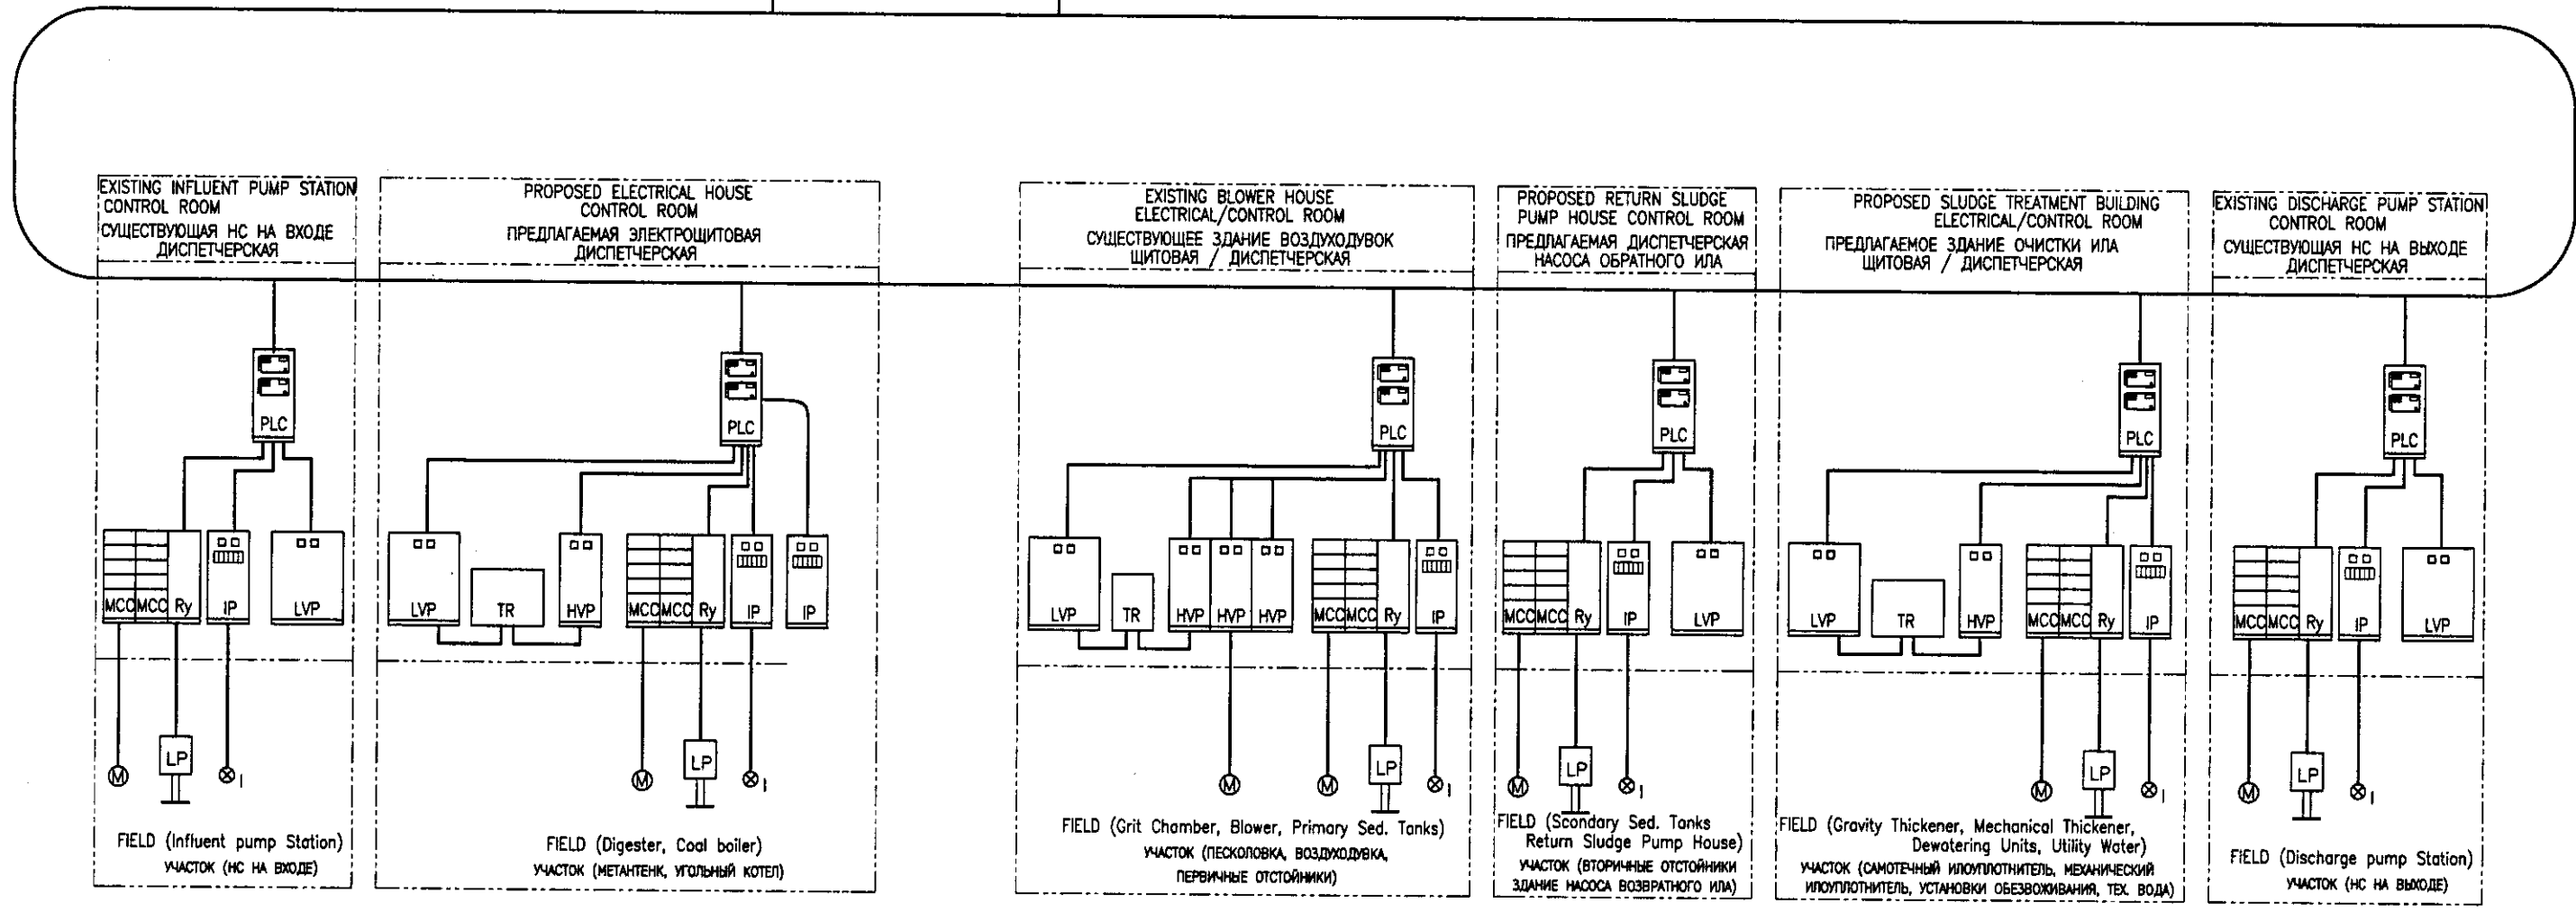 EXISTING INFLUENT PUMP STATION
CONTROL ROOM
СУЩЕСТВУЮЩАЯ НС НА ВХОДЕ
ДИСПЕТЧЕРСКАЯ
PLC
MCC MCC Ry IP LVP
M LP I
FIELD (Influent pump Station)
УЧАСТОК (НС НА ВХОДЕ)
PROPOSED ELECTRICAL HOUSE
CONTROL ROOM
ПРЕДЛАГАЕМАЯ ЭЛЕКТРОЩИТОВАЯ
ДИСПЕТЧЕРСКАЯ
PLC
LVP TR HVP MCC MCC Ry IP IP
M LP I
FIELD (Digester, Coal boiler)
УЧАСТОК (МЕТАНТЕНК, УГОЛЬНЫЙ КОТЕЛ)
EXISTING BLOWER HOUSE
ELECTRICAL/CONTROL ROOM
СУЩЕСТВУЮЩЕЕ ЗДАНИЕ ВОЗДУХОДУВОК
ЩИТОВАЯ / ДИСПЕТЧЕРСКАЯ
PLC
LVP TR HVP HVP HVP MCC MCC Ry IP
M M LP I
FIELD (Grit Chamber, Blower, Primary Sed. Tanks)
УЧАСТОК (ПЕСКОЛОВКА, ВОЗДУХОДУВКА,
ПЕРВИЧНЫЕ ОТСТОЙНИКИ)
PROPOSED RETURN SLUDGE
PUMP HOUSE CONTROL ROOM
ПРЕДЛАГАЕМАЯ ДИСПЕТЧЕРСКАЯ
НАСОСА ОБРАТНОГО ИЛА
PLC
MCC MCC Ry IP LVP
M LP I
FIELD (Scondary Sed. Tanks
Return Sludge Pump House)
УЧАСТОК (ВТОРИЧНЫЕ ОТСТОЙНИКИ
ЗДАНИЕ НАСОСА ВОЗВРАТНОГО ИЛА)
PROPOSED SLUDGE TREATMENT BUILDING
ELECTRICAL/CONTROL ROOM
ПРЕДЛАГАЕМОЕ ЗДАНИЕ ОЧИСТКИ ИЛА
ЩИТОВАЯ / ДИСПЕТЧЕРСКАЯ
PLC
LVP TR HVP MCC MCC Ry IP
M LP I
FIELD (Gravity Thickener, Mechanical Thickener,
Dewatering Units, Utility Water)
УЧАСТОК (САМОТЕЧНЫЙ ИЛОУПЛОТНИТЕЛЬ, МЕХАНИЧЕСКИЙ
ИЛОУПЛОТНИТЕЛЬ, УСТАНОВКИ ОБЕЗВОЖИВАНИЯ, ТЕХ. ВОДА)
EXISTING DISCHARGE PUMP STATION
CONTROL ROOM
СУЩЕСТВУЮЩАЯ НС НА ВЫХОДЕ
ДИСПЕТЧЕРСКАЯ
PLC
MCC MCC Ry IP LVP
M LP I
FIELD (Discharge pump Station)
УЧАСТОК (НС НА ВЫХОДЕ)